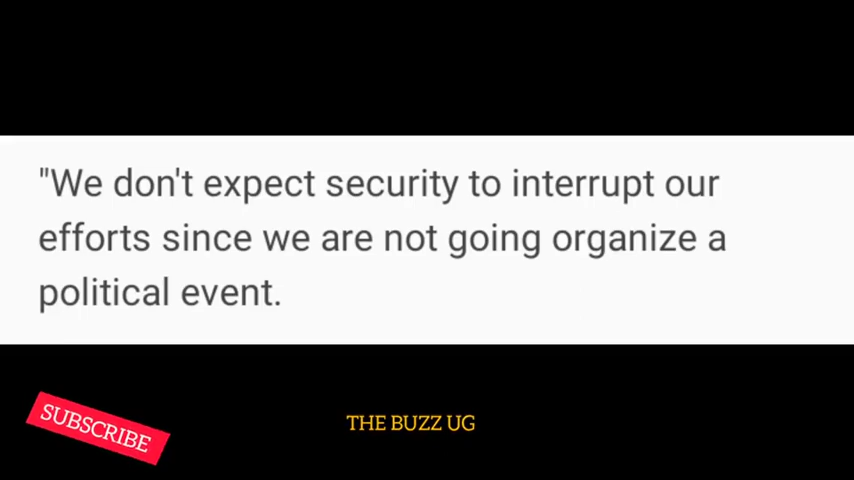 "We don't expect security to interrupt our
efforts since we are not going organize a
political event.
SUBSCRIBE
THE BUZZ UG